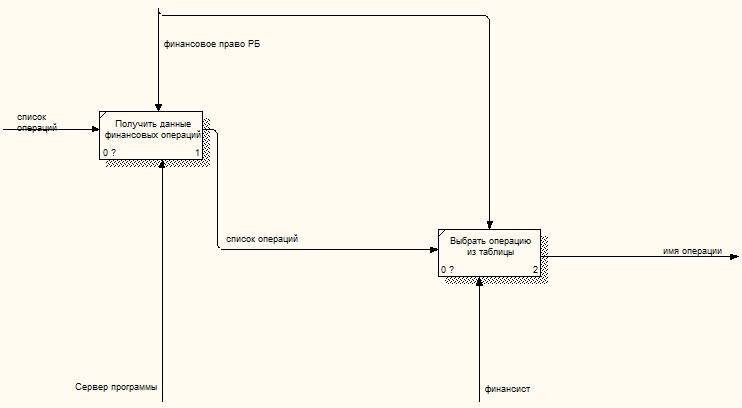 финансовое право РБ
список
операций
Получить данные
финансовых операций
0 ?
1
список операций
Выбрать операцию
из таблицы
0 ?
2
имя операции
Сервер программы
финансист